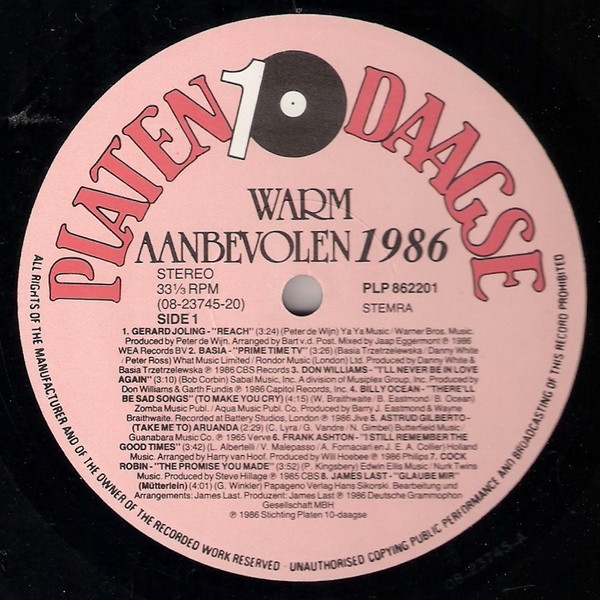 PLATEN 10 DAAGSE
WARM
AANBEVOLEN 1986
STEREO
33⅓ RPM
(08-23745-20)
SIDE 1
PLP 862201
STEMRA
1. GERARD JOLING - "REACH" (3:24) (Peter de Wijn) Ya Ya Music / Warner Bros. Music.
Produced by Peter de Wijn. Arranged by Bart v.d. Post. Mixed by Jaap Eggermont ℗ 1986
WEA Records BV 2. BASIA - "PRIME TIME TV" (3:26) (Basia Trzetrzelewska / Danny White
/ Peter Ross) What Music Limited / Rondor Music (London) Ltd. Produced by Danny White &
Basia Trzetrzelewska ℗ 1986 CBS Records 3. DON WILLIAMS - "I'LL NEVER BE IN LOVE
AGAIN" (3:10) (Bob Corbin) Sabal Music, Inc. A division of Musiplex Group, Inc. Produced by
Don Williams & Garth Fundis ℗ 1986 Capitol Records, Inc. 4. BILLY OCEAN - "THERE'LL
BE SAD SONGS" (TO MAKE YOU CRY) (4:15) (W. Braithwaite / B. Eastmond / B. Ocean)
Zomba Music Publ. / Aqua Music Publ. Co. Produced by Barry J. Eastmond & Wayne
Braithwaite. Recorded at Battery Studios, London ℗ 1986 Jive 5. ASTRUD GILBERTO -
(TAKE ME TO) ARUANDA (2:29) (C. Lyra / G. Vandre / N. Gimbel) Butterfield Music /
Guanabara Music Co. ℗ 1965 Verve 6. FRANK ASHTON - "I STILL REMEMBER THE
GOOD TIMES" (3:42) (L. Albertelli / V. Malepasso / A. Fornaciari en J. E. A. Collier) Holland
Music. Arranged by Harry van Hoof. Produced by Will Hoebee ℗ 1986 Philips 7. COCK
ROBIN - "THE PROMISE YOU MADE" (3:52) (P. Kingsbery) Edwin Ellis Music / Nurk Twins
Music. Produced by Steve Hillage ℗ 1985 CBS 8. JAMES LAST - "GLAUBE MIR"
(Mütterlein) (4:01) (G. Winkler) Papageno Verlag Hans Sikorski. Bearbeitung und
Arrangements: James Last. Produzent: James Last ℗ 1986 Deutsche Grammophon
Gesellschaft MBH
℗ 1986 Stichting Platen 10-daagse
ALL RIGHTS OF THE MANUFACTURER AND OF THE OWNER OF THE RECORDED WORK RESERVED · UNAUTHORISED COPYING PUBLIC PERFORMANCE AND BROADCASTING OF THIS RECORD PROHIBITED
08-23745-A